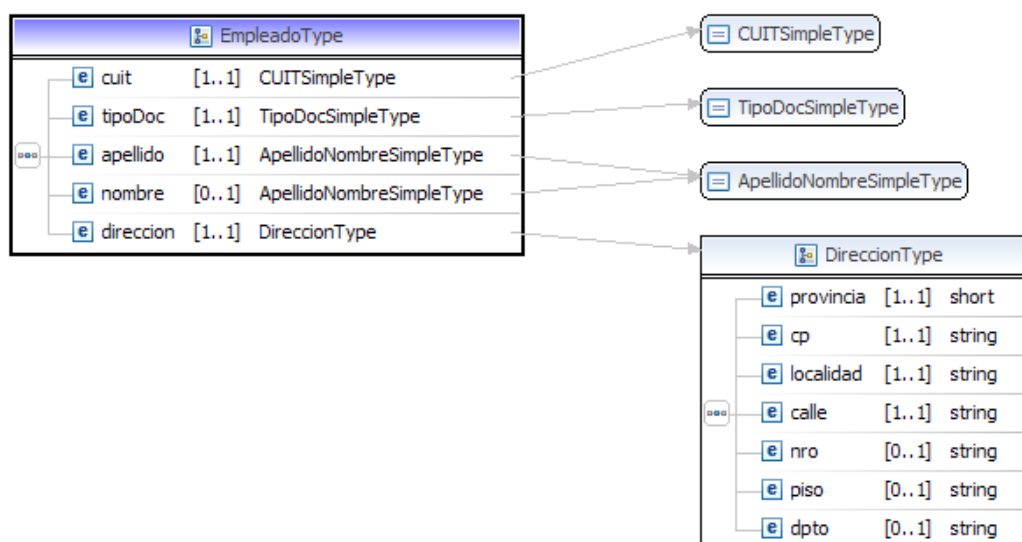 EmpleadoType
e cuit [1..1] CUITSimpleType
e tipoDoc [1..1] TipoDocSimpleType
e apellido [1..1] ApellidoNombreSimpleType
e nombre [0..1] ApellidoNombreSimpleType
e direccion [1..1] DireccionType
CUITSimpleType
TipoDocSimpleType
ApellidoNombreSimpleType
DireccionType
e provincia [1..1] short
e cp [1..1] string
e localidad [1..1] string
e calle [1..1] string
e nro [0..1] string
e piso [0..1] string
e dpto [0..1] string